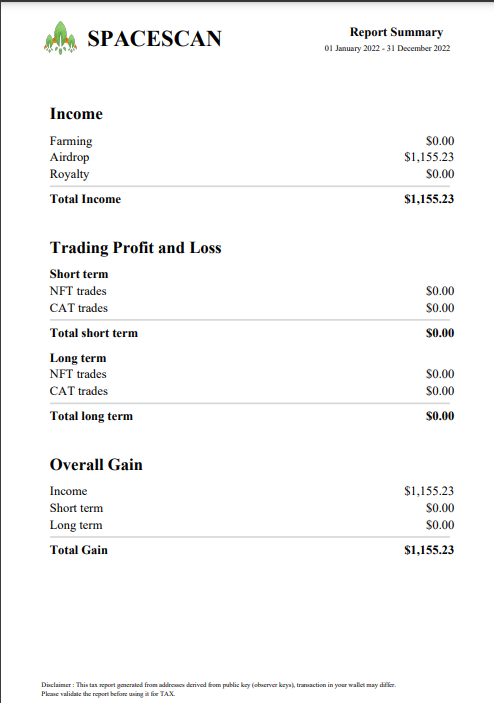 SPACESCAN
Report Summary
01 January 2022 - 31 December 2022
Income
Farming $0.00
Airdrop $1,155.23
Royalty $0.00
Total Income $1,155.23
Trading Profit and Loss
Short term
NFT trades $0.00
CAT trades $0.00
Total short term $0.00
Long term
NFT trades $0.00
CAT trades $0.00
Total long term $0.00
Overall Gain
Income $1,155.23
Short term $0.00
Long term $0.00
Total Gain $1,155.23
Disclaimer : This tax report generated from addresses derived from public key (observer keys), transaction in your wallet may differ.
Please validate the report before using it for TAX.